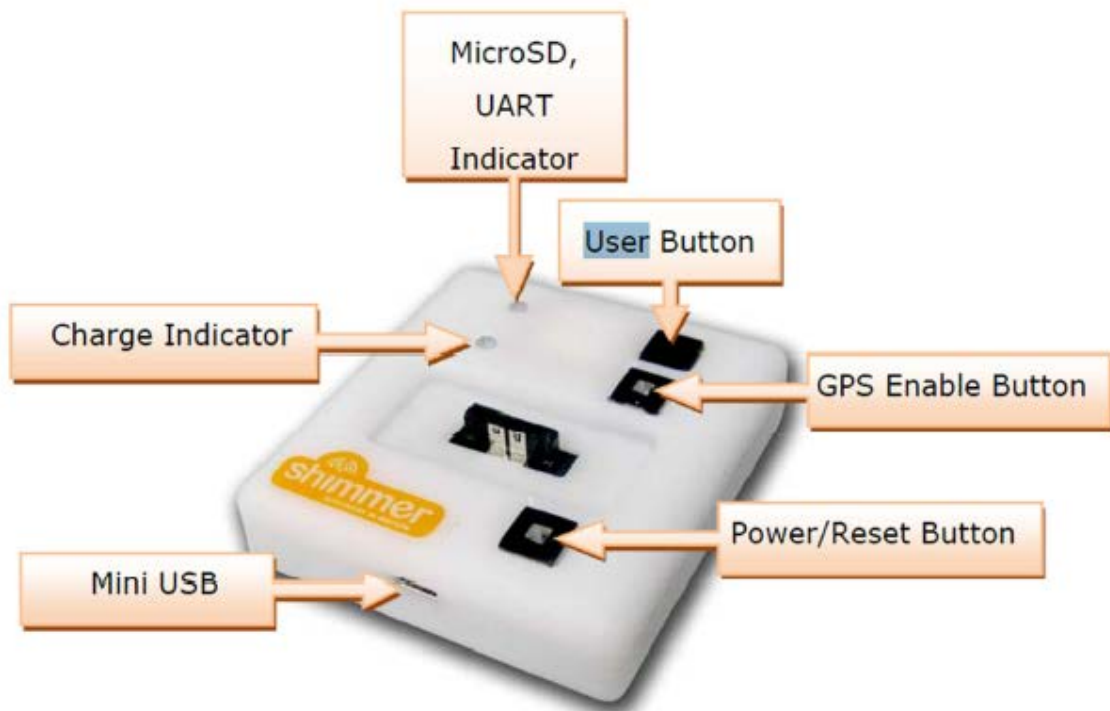 MicroSD,
UART
Indicator
User Button
Charge Indicator
GPS Enable Button
shimmer
Power/Reset Button
Mini USB